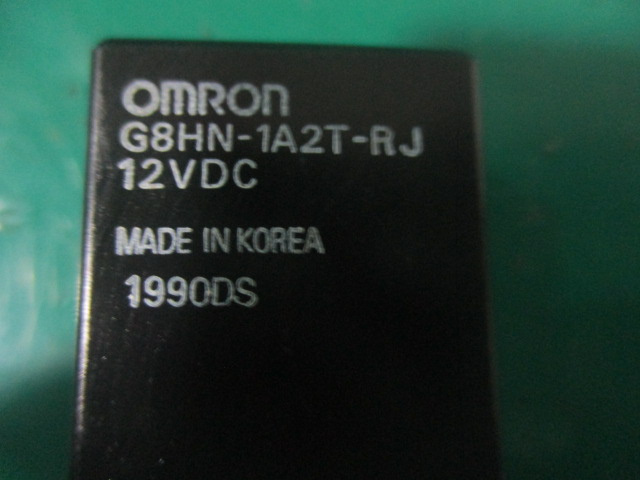 OMRON
G8HN-1A2T-RJ
12VDC
MADE IN KOREA
1990DS